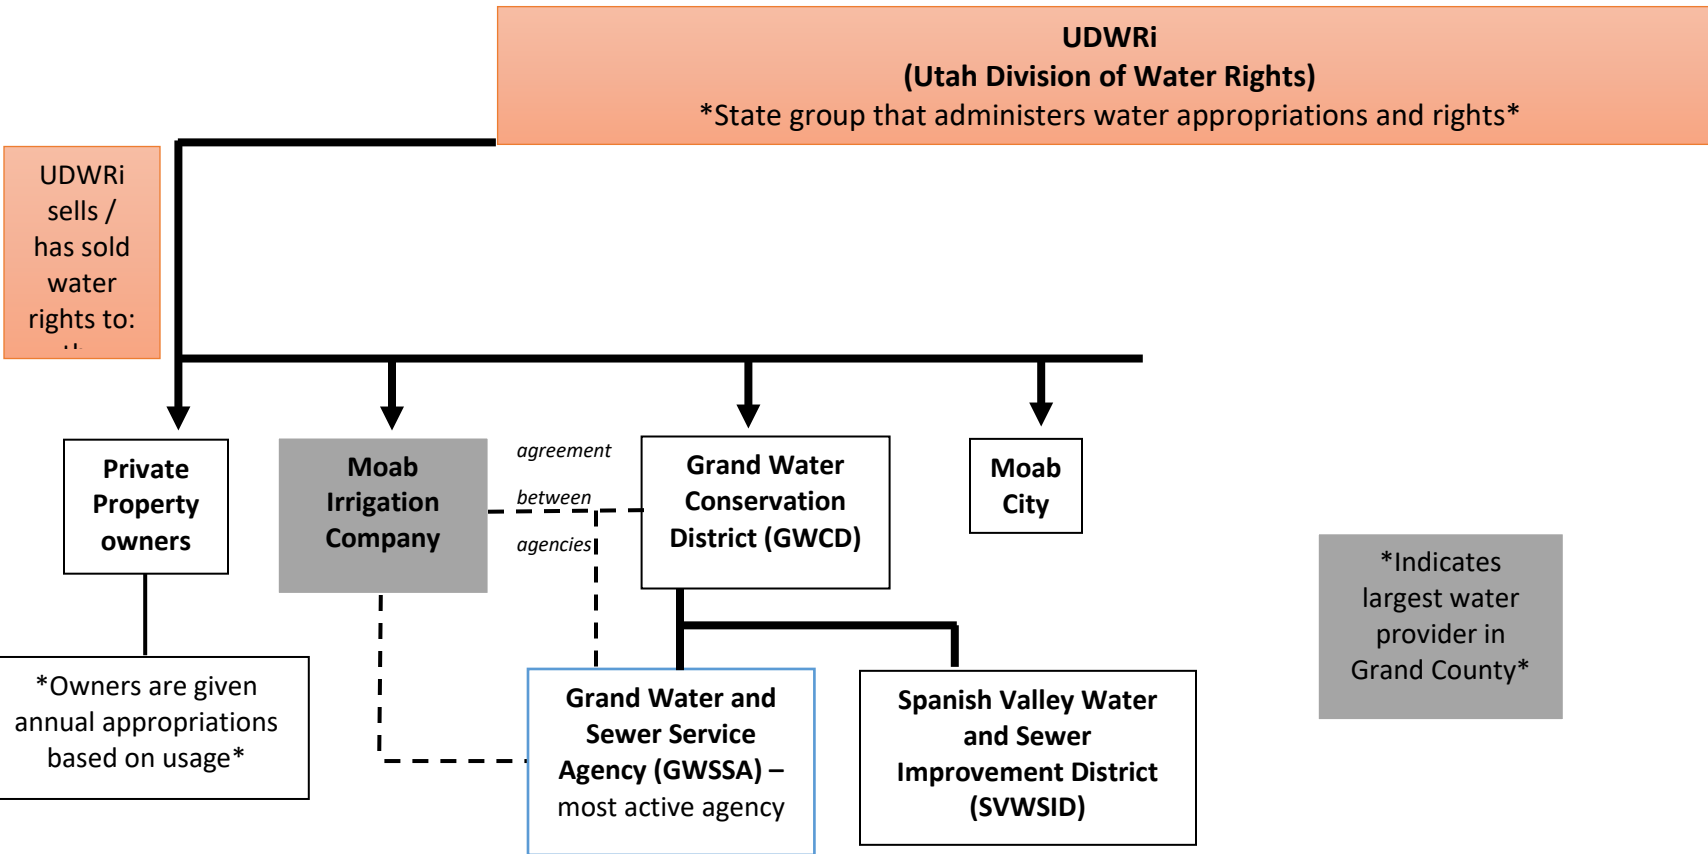 UDWRi
(Utah Division of Water Rights)
*State group that administers water appropriations and rights*
UDWRi
sells /
has sold
water
rights to:
Private
Property
owners
Moab
Irrigation
Company
agreement
between
agencies
Grand Water
Conservation
District (GWCD)
Moab
City
*Indicates
largest water
provider in
Grand County*
*Owners are given
annual appropriations
based on usage*
Grand Water and
Sewer Service
Agency (GWSSA) –
most active agency
Spanish Valley Water
and Sewer
Improvement District
(SVWSID)